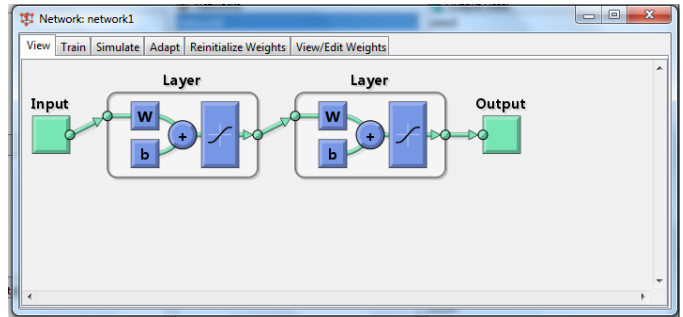 Network: network1
View Train Simulate Adapt Reinitialize Weights View/Edit Weights
Layer Layer
Input Output
W W
+ +
b b